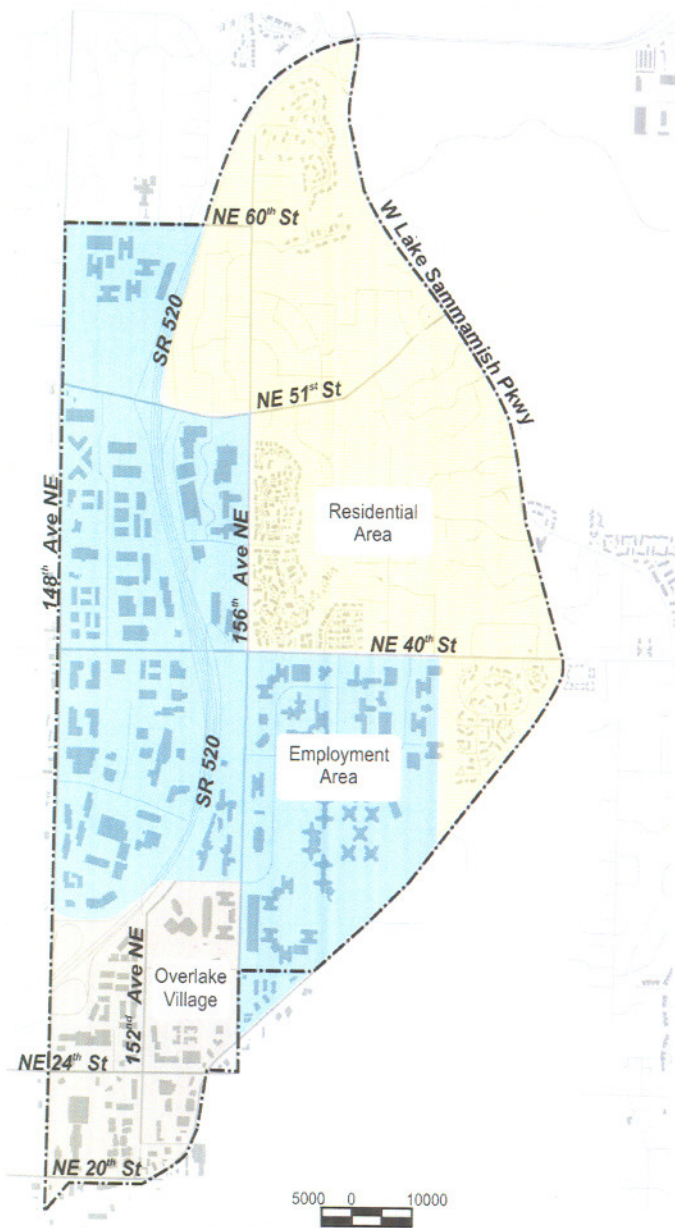 NE 60th St
W Lake Sammamish Pkwy
SR 520
NE 51st St
148th Ave NE
156th Ave NE
Residential
Area
NE 40th St
Employment
Area
SR 520
152nd Ave NE
Overlake
Village
NE 24th St
NE 20th St
5000 0 10000